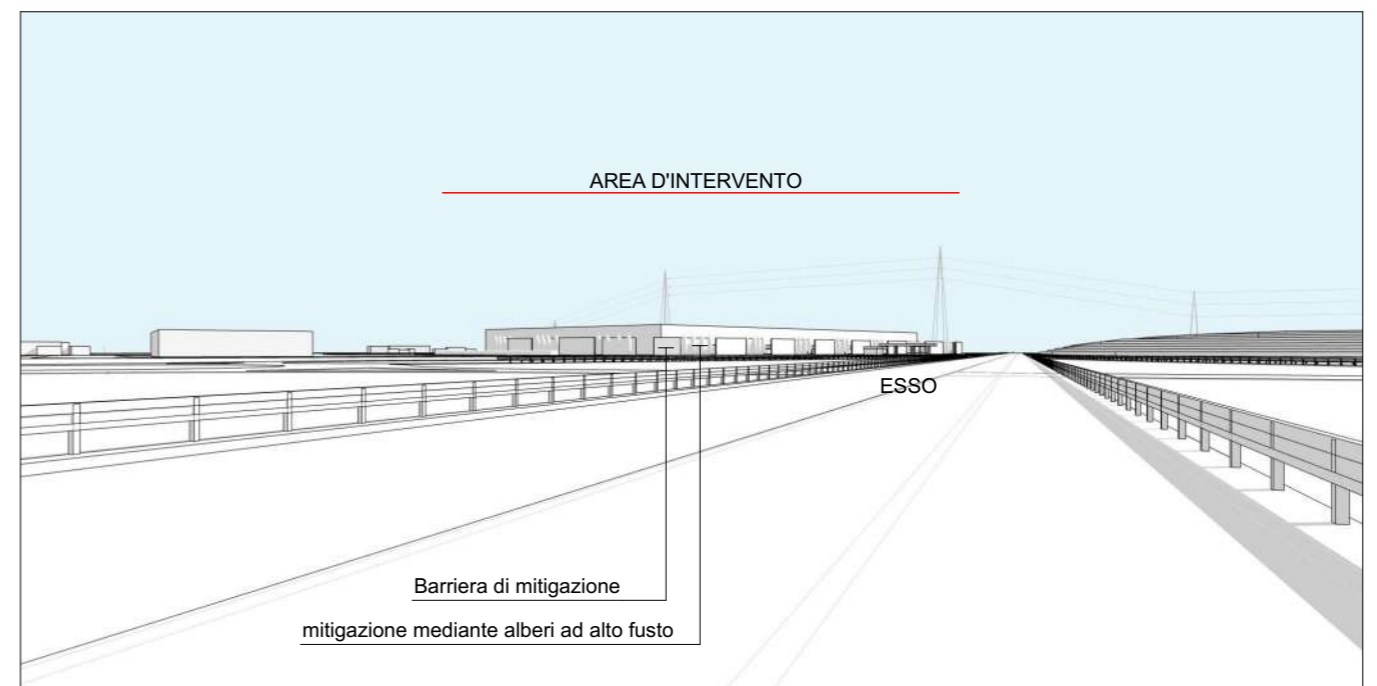 AREA D'INTERVENTO
ESSO
Barriera di mitigazione
mitigazione mediante alberi ad alto fusto